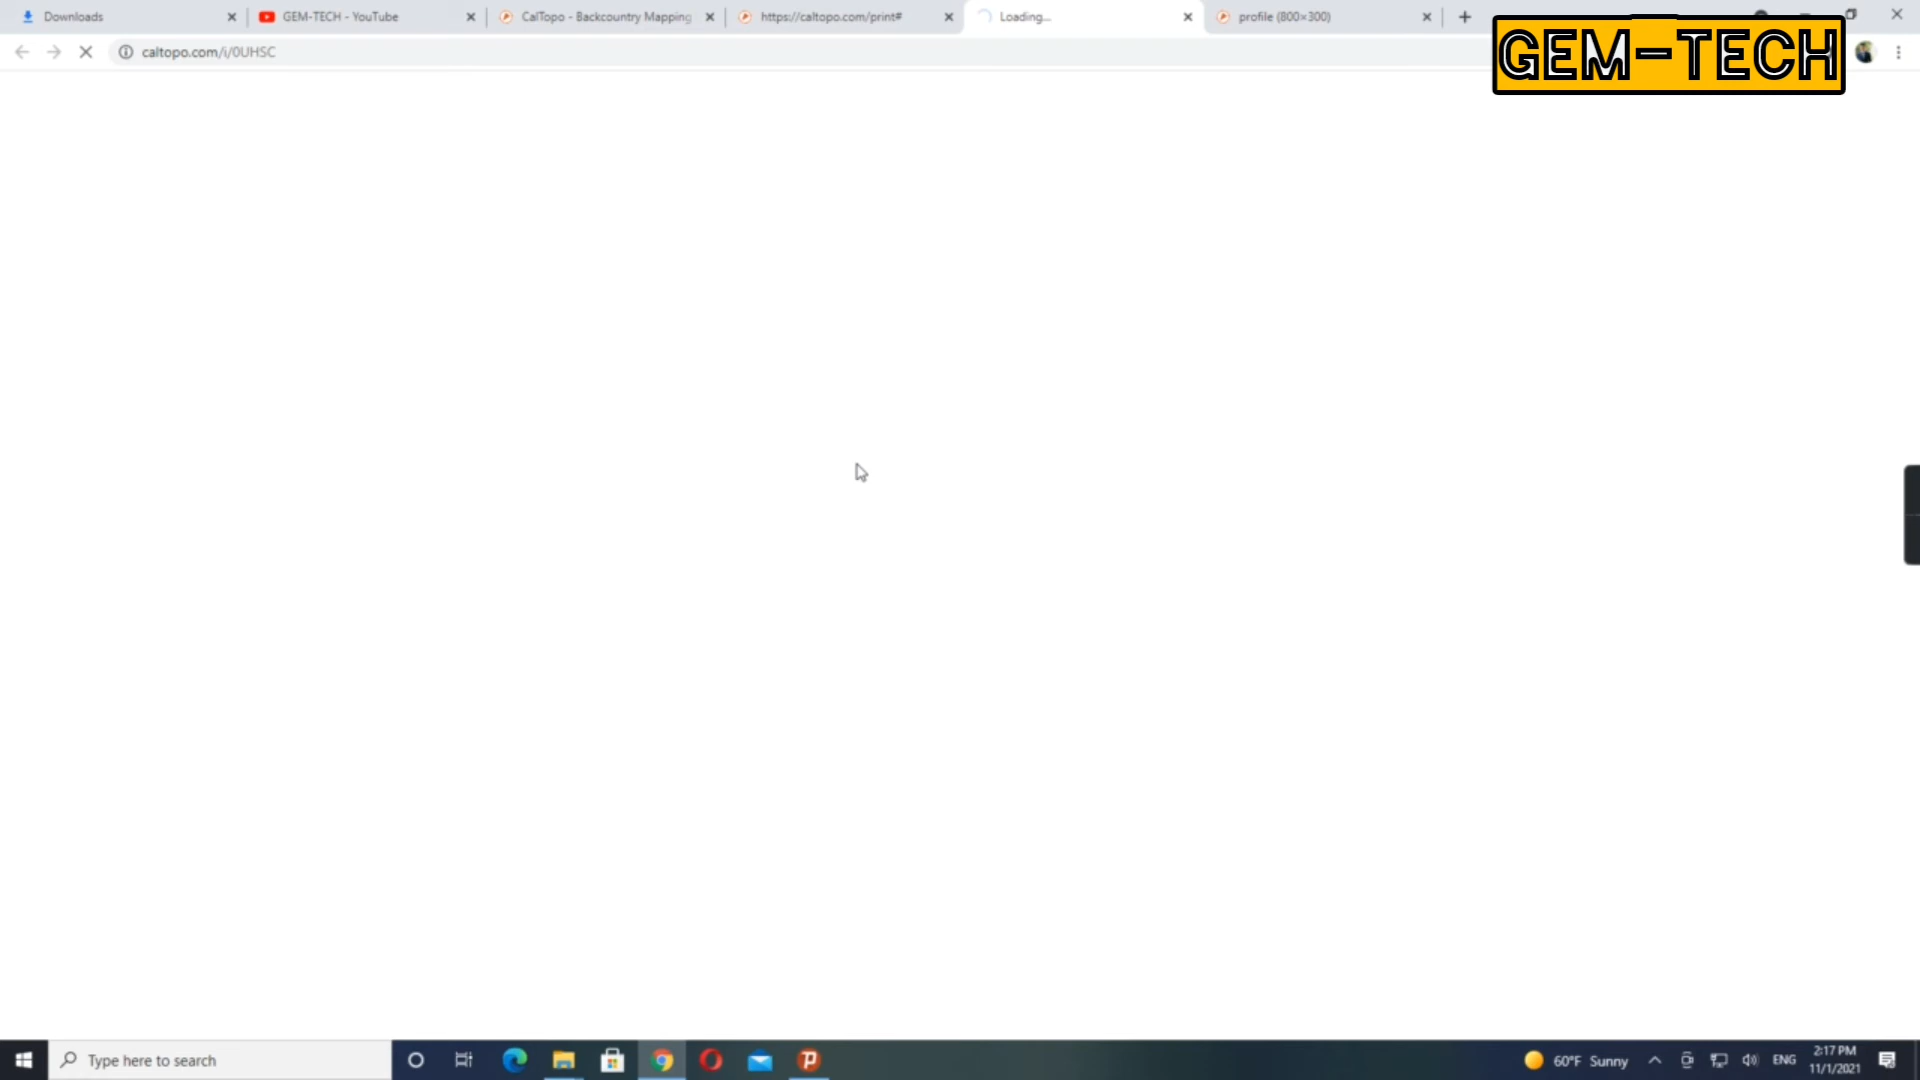 Downloads
GEM-TECH - YouTube
CalTopo - Backcountry Mapping
https://caltopo.com/print#
Loading...
profile (800×300)
caltopo.com/i/0UHSC
GEM-TECH
Type here to search
60°F Sunny
ENG
2:17 PM
11/1/2021